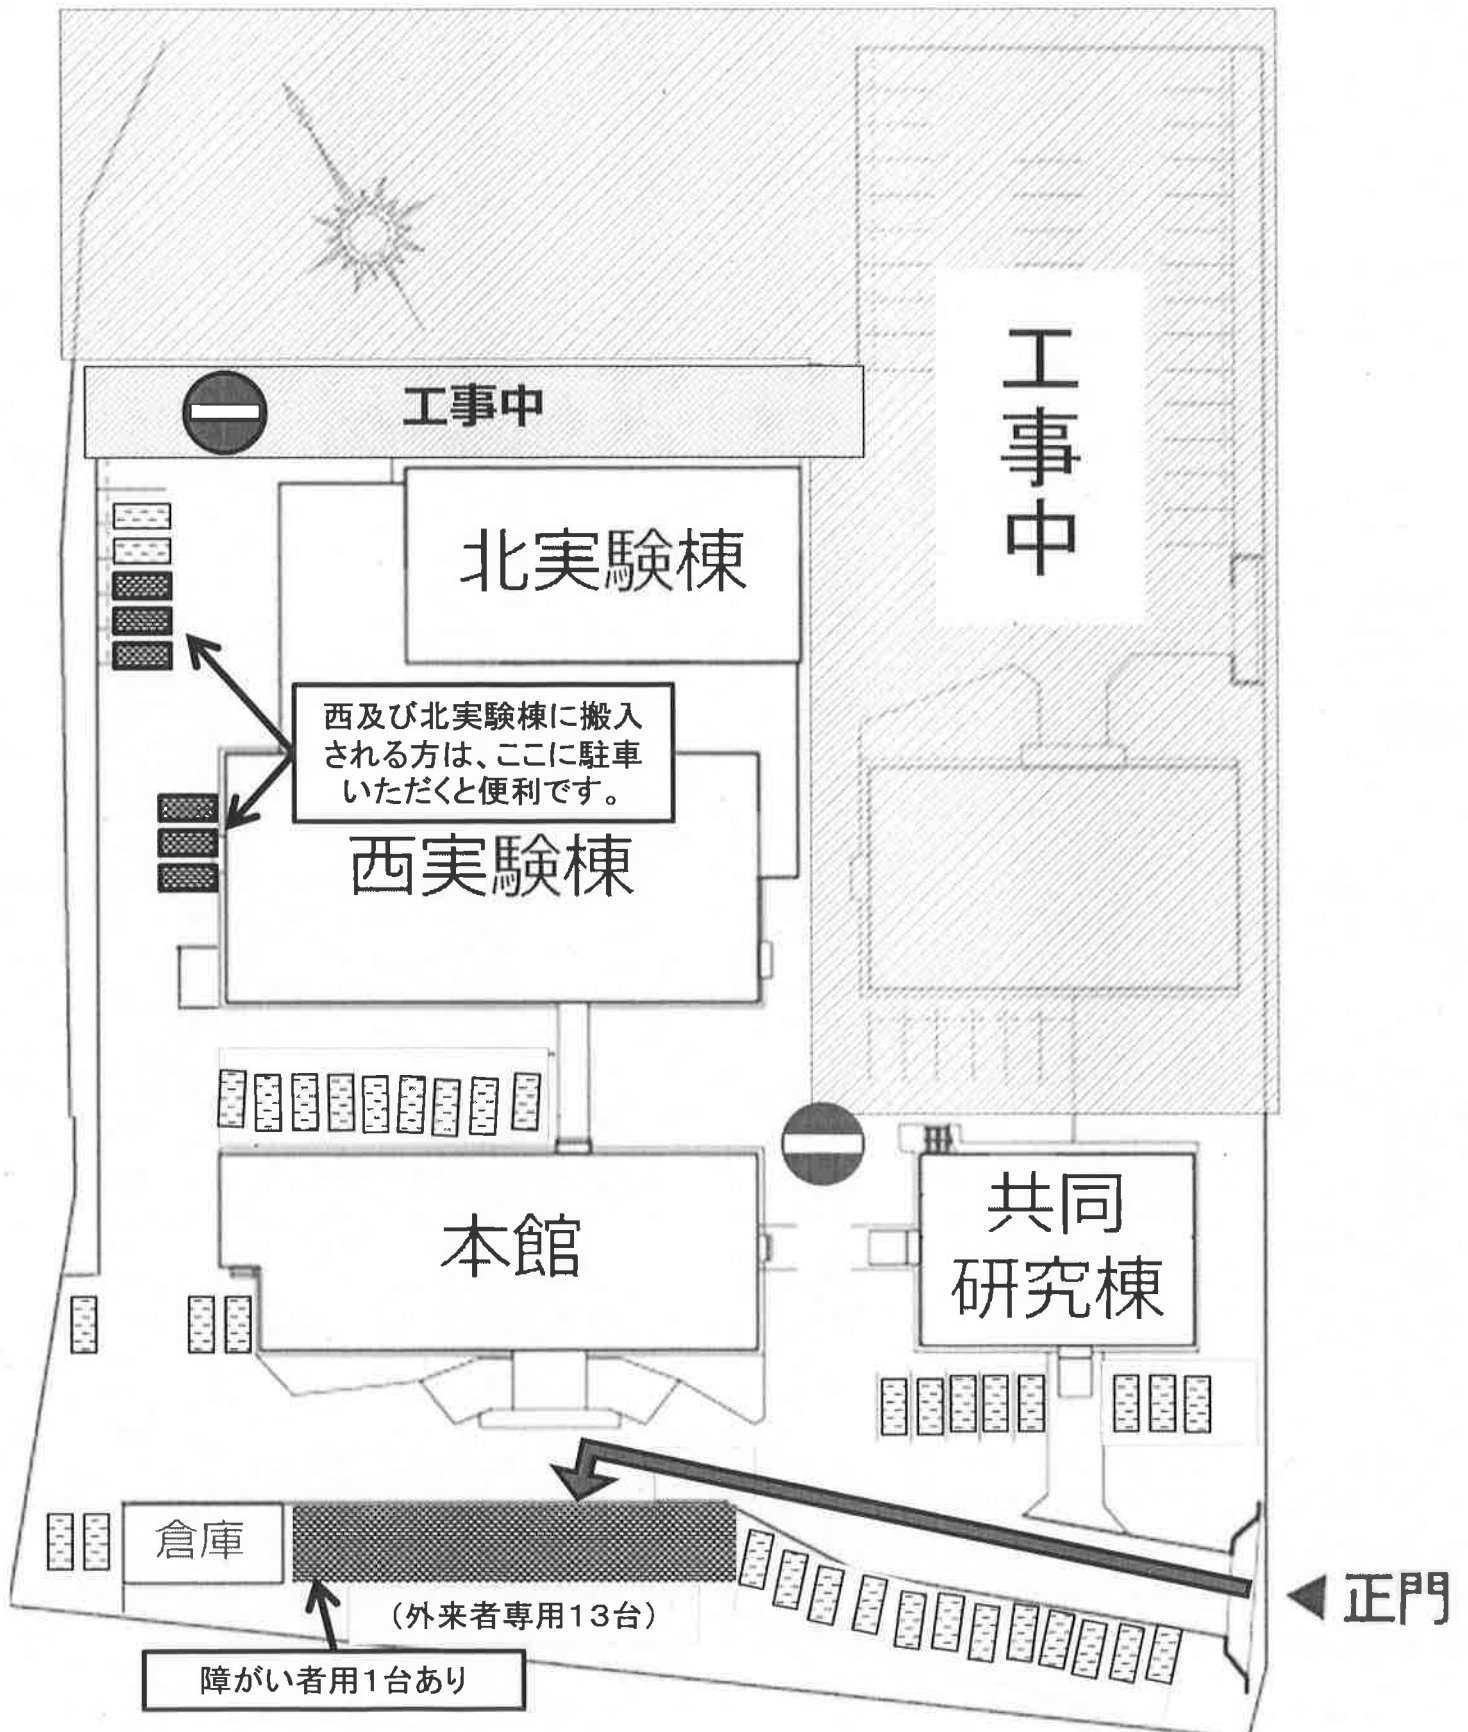 工事中
工事中
北実験棟
西及び北実験棟に搬入
される方は、ここに駐車
いただくと便利です。
西実験棟
本館
共同
研究棟
倉庫
（外来者専用13台）
障がい者用1台あり
◀正門